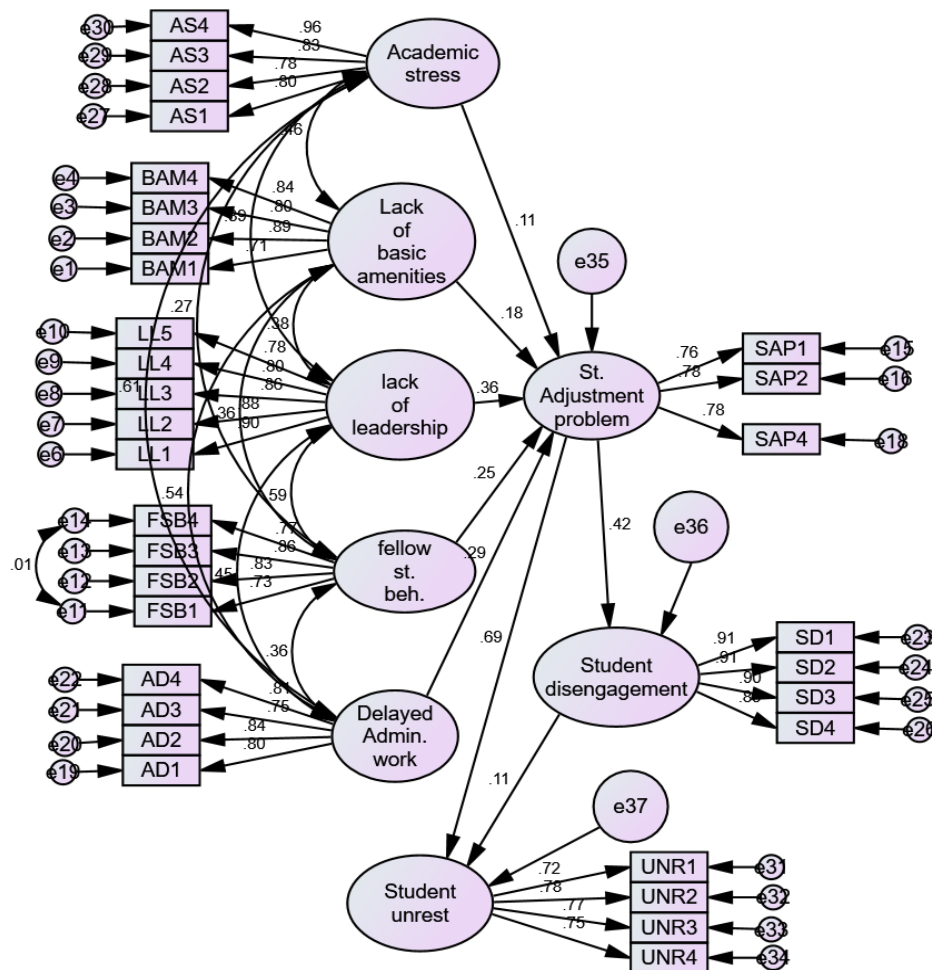 e30 AS4 .96
e29 AS3 .83
e28 AS2 .78
e27 AS1 .80
Academic
stress
.46
e4 BAM4 .84
e3 BAM3 .80
e2 BAM2 .89
e1 BAM1 .71
Lack
of
basic
amenities
.11
e35
.39
.27
.18
.38
e10 LL5 .78
e9 LL4 .80
e8 LL3 .86
e7 LL2 .88
e6 LL1 .90
.61
.36
lack
of
leadership
.36
St.
Adjustment
problem
.76 SAP1 e15
.78 SAP2 e16
.78 SAP4 e18
.25
.54
.59
e14 FSB4 .77
e13 FSB3 .86
e12 FSB2 .83
e11 FSB1 .73
.01
.45
fellow
st.
beh.
.29
.42
e36
.36
.69
Student
disengagement
.91 SD1 e23
.91 SD2 e24
.90 SD3 e25
SD4 e26
e22 AD4 .81
e21 AD3 .75
e20 AD2 .84
e19 AD1 .80
Delayed
Admin.
work
.11
e37
Student
unrest
.72 UNR1 e31
.78 UNR2 e32
.77 UNR3 e33
.75 UNR4 e34